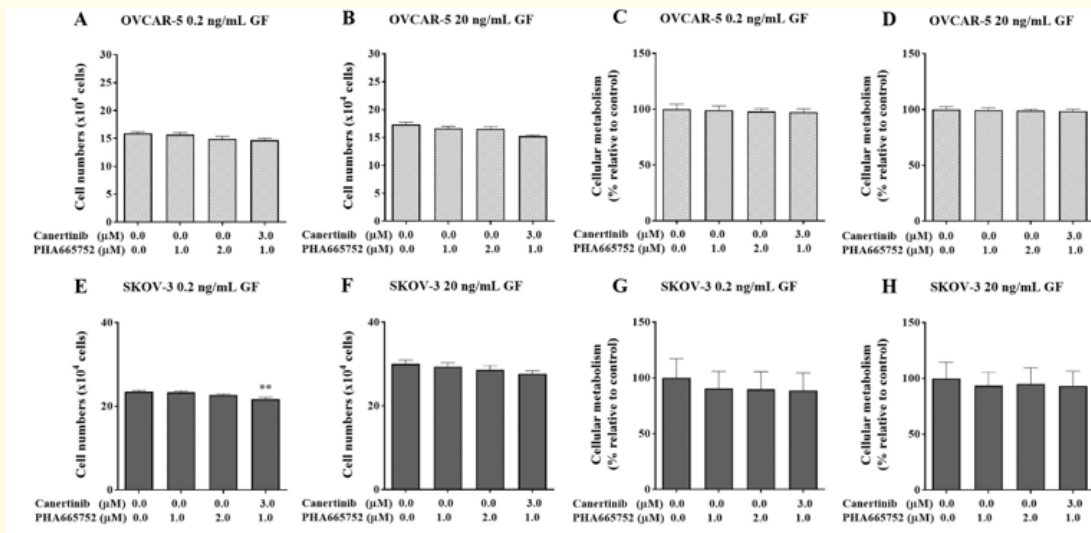 A OVCAR-5 0.2 ng/mL GF
Cell numbers (x10⁴ cells)
30
25
20
15
10
5
0
Canertinib (μM) 0.0 0.0 0.0 3.0
PHA665752 (μM) 0.0 1.0 2.0 1.0
B OVCAR-5 20 ng/mL GF
Cell numbers (x10⁴ cells)
30
25
20
15
10
5
0
Canertinib (μM) 0.0 0.0 0.0 3.0
PHA665752 (μM) 0.0 1.0 2.0 1.0
C OVCAR-5 0.2 ng/mL GF
Cellular metabolism
(% relative to control)
150
100
50
0
Canertinib (μM) 0.0 0.0 0.0 3.0
PHA665752 (μM) 0.0 1.0 2.0 1.0
D OVCAR-5 20 ng/mL GF
Cellular metabolism
(% relative to control)
150
100
50
0
Canertinib (μM) 0.0 0.0 0.0 3.0
PHA665752 (μM) 0.0 1.0 2.0 1.0
E SKOV-3 0.2 ng/mL GF
Cell numbers (x10⁴ cells)
40
20
0
**
Canertinib (μM) 0.0 0.0 0.0 3.0
PHA665752 (μM) 0.0 1.0 2.0 1.0
F SKOV-3 20 ng/mL GF
Cell numbers (x10⁴ cells)
40
20
0
Canertinib (μM) 0.0 0.0 0.0 3.0
PHA665752 (μM) 0.0 1.0 2.0 1.0
G SKOV-3 0.2 ng/mL GF
Cellular metabolism
(% relative to control)
150
100
50
0
Canertinib (μM) 0.0 0.0 0.0 3.0
PHA665752 (μM) 0.0 1.0 2.0 1.0
H SKOV-3 20 ng/mL GF
Cellular metabolism
(% relative to control)
150
100
50
0
Canertinib (μM) 0.0 0.0 0.0 3.0
PHA665752 (μM) 0.0 1.0 2.0 1.0